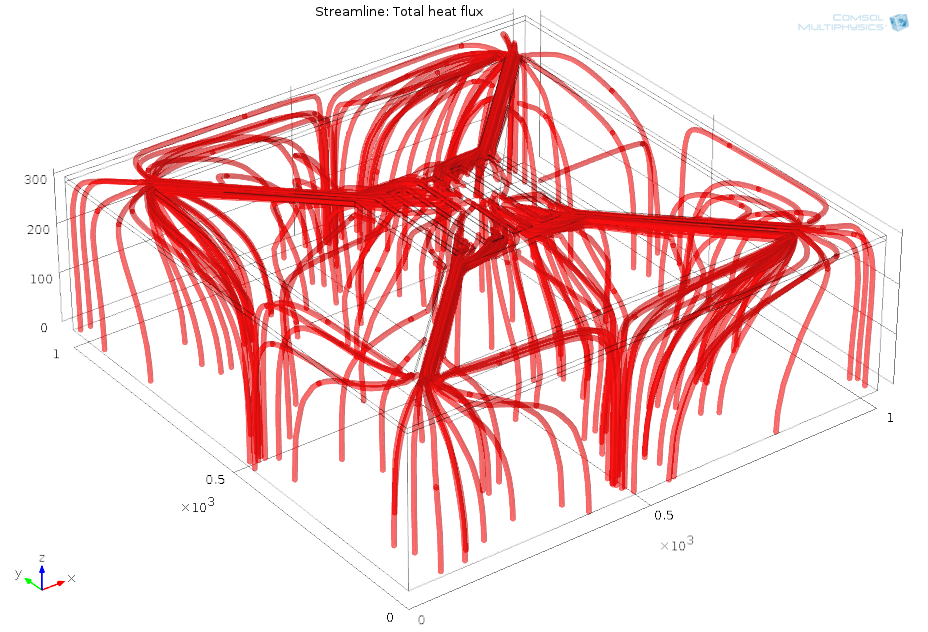 Streamline: Total heat flux
COMSOL
MULTIPHYSICS®
300
200
100
0
1
0.5
×10³
0
0
0.5
×10³
1
z
y
x